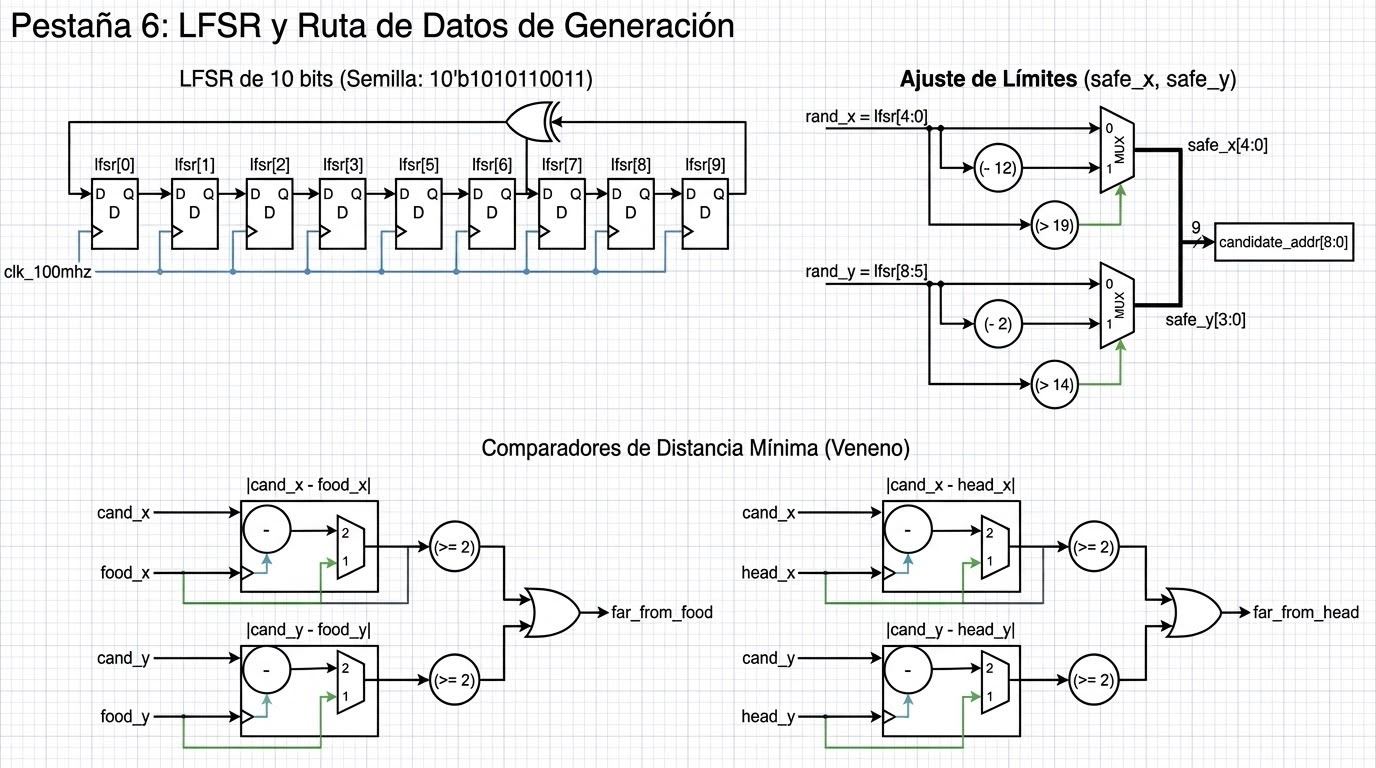 Pestaña 6: LFSR y Ruta de Datos de Generación
LFSR de 10 bits (Semilla: 10'b1010110011)
lfsr[0]
lfsr[1]
lfsr[2]
lfsr[3]
lfsr[5]
lfsr[6]
lfsr[7]
lfsr[8]
lfsr[9]
D Q
D
D Q
D
D Q
D
D Q
D
D Q
D
D Q
D
D Q
D
D Q
D
D Q
D
clk_100mhz
Ajuste de Límites (safe_x, safe_y)
rand_x = lfsr[4:0]
(- 12)
(> 19)
0
1
MUX
safe_x[4:0]
rand_y = lfsr[8:5]
(- 2)
(> 14)
0
1
MUX
safe_y[3:0]
9
candidate_addr[8:0]
Comparadores de Distancia Mínima (Veneno)
|cand_x - food_x|
cand_x
food_x
-
2
1
(>= 2)
|cand_y - food_y|
cand_y
food_y
-
2
1
(>= 2)
far_from_food
|cand_x - head_x|
cand_x
head_x
-
2
1
(>= 2)
|cand_y - head_y|
cand_y
head_y
-
2
1
(>= 2)
far_from_head